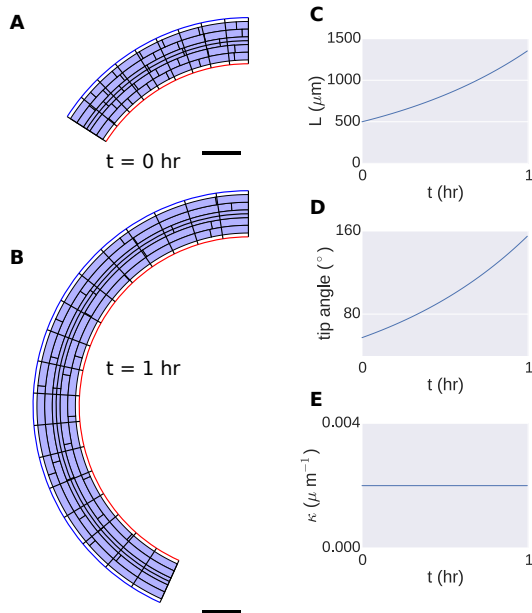 A
t = 0 hr
B
t = 1 hr
C
1500
1000
500
0
L (μm)
0 1
t (hr)
D
160
80
tip angle (°)
0 1
t (hr)
E
0.004
0.000
κ (μ m⁻¹)
0 1
t (hr)